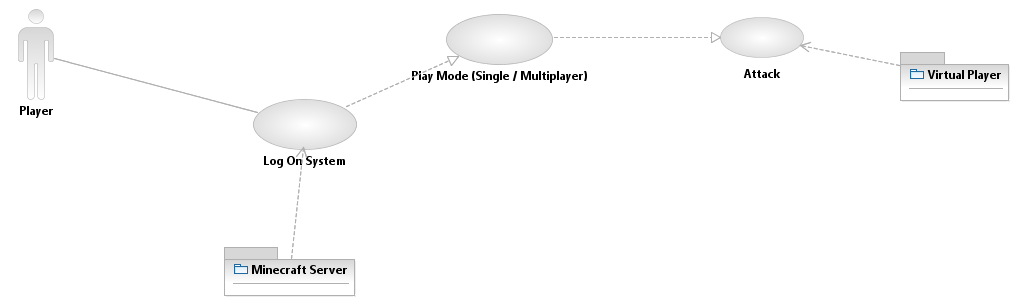 Player
Play Mode (Single / Multiplayer)
Attack
Virtual Player
Log On System
Minecraft Server